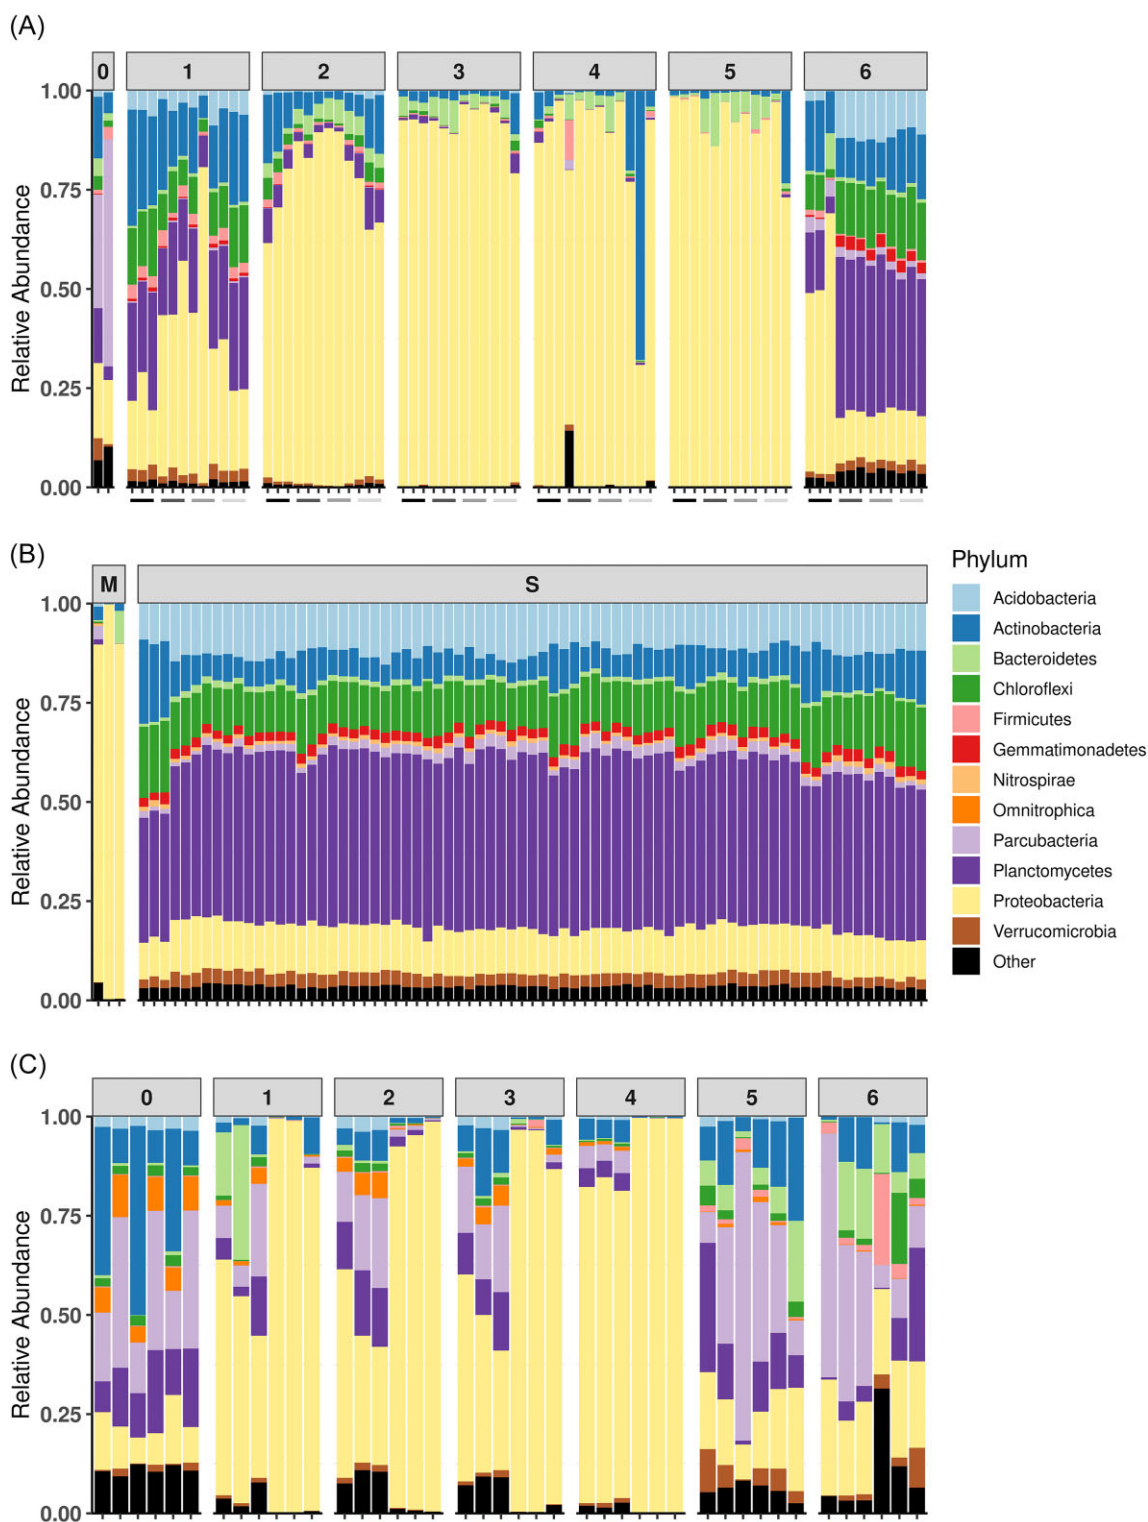 (A)
0 1 2 3 4 5 6
1.00
0.75
0.50
0.25
0.00
Relative Abundance
(B)
M S
1.00
0.75
0.50
0.25
0.00
Relative Abundance
Phylum
Acidobacteria
Actinobacteria
Bacteroidetes
Chloroflexi
Firmicutes
Gemmatimonadetes
Nitrospirae
Omnitrophica
Parcubacteria
Planctomycetes
Proteobacteria
Verrucomicrobia
Other
(C)
0 1 2 3 4 5 6
1.00
0.75
0.50
0.25
0.00
Relative Abundance